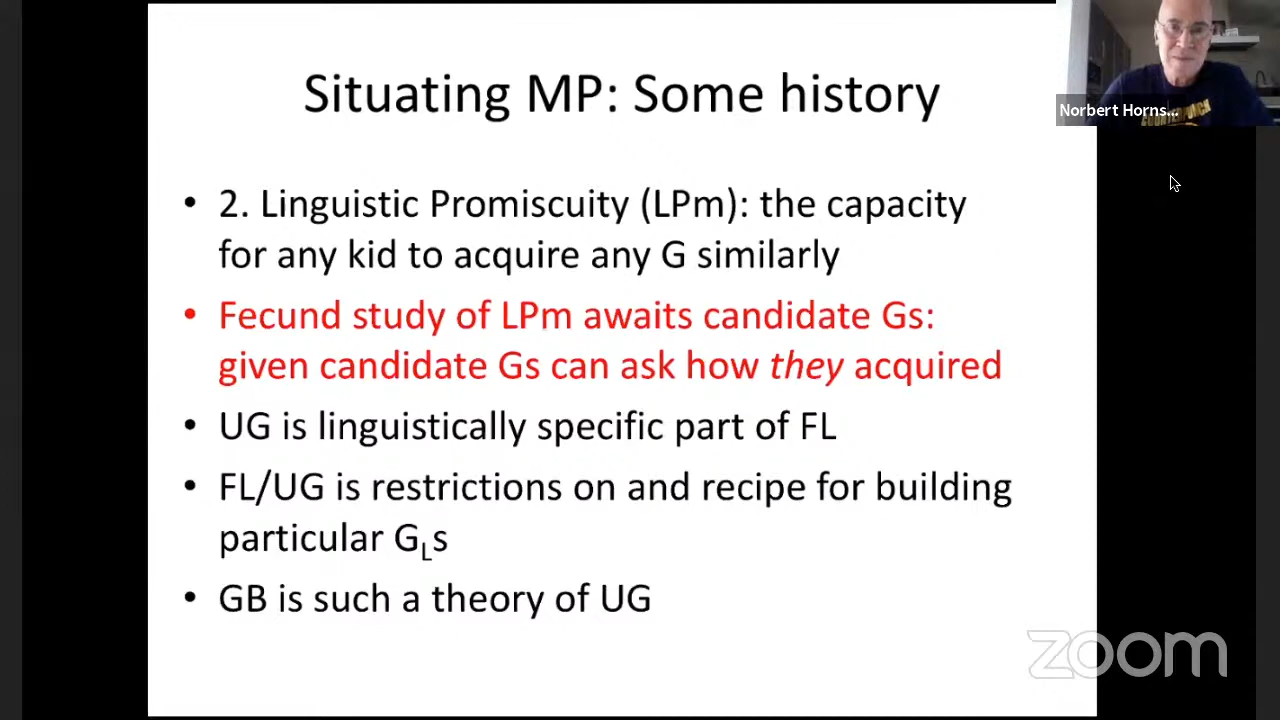 Situating MP: Some history
Norbert Horns...
• 2. Linguistic Promiscuity (LPm): the capacity
for any kid to acquire any G similarly
• Fecund study of LPm awaits candidate Gs:
given candidate Gs can ask how they acquired
• UG is linguistically specific part of FL
• FL/UG is restrictions on and recipe for building
particular GLs
• GB is such a theory of UG
zoom